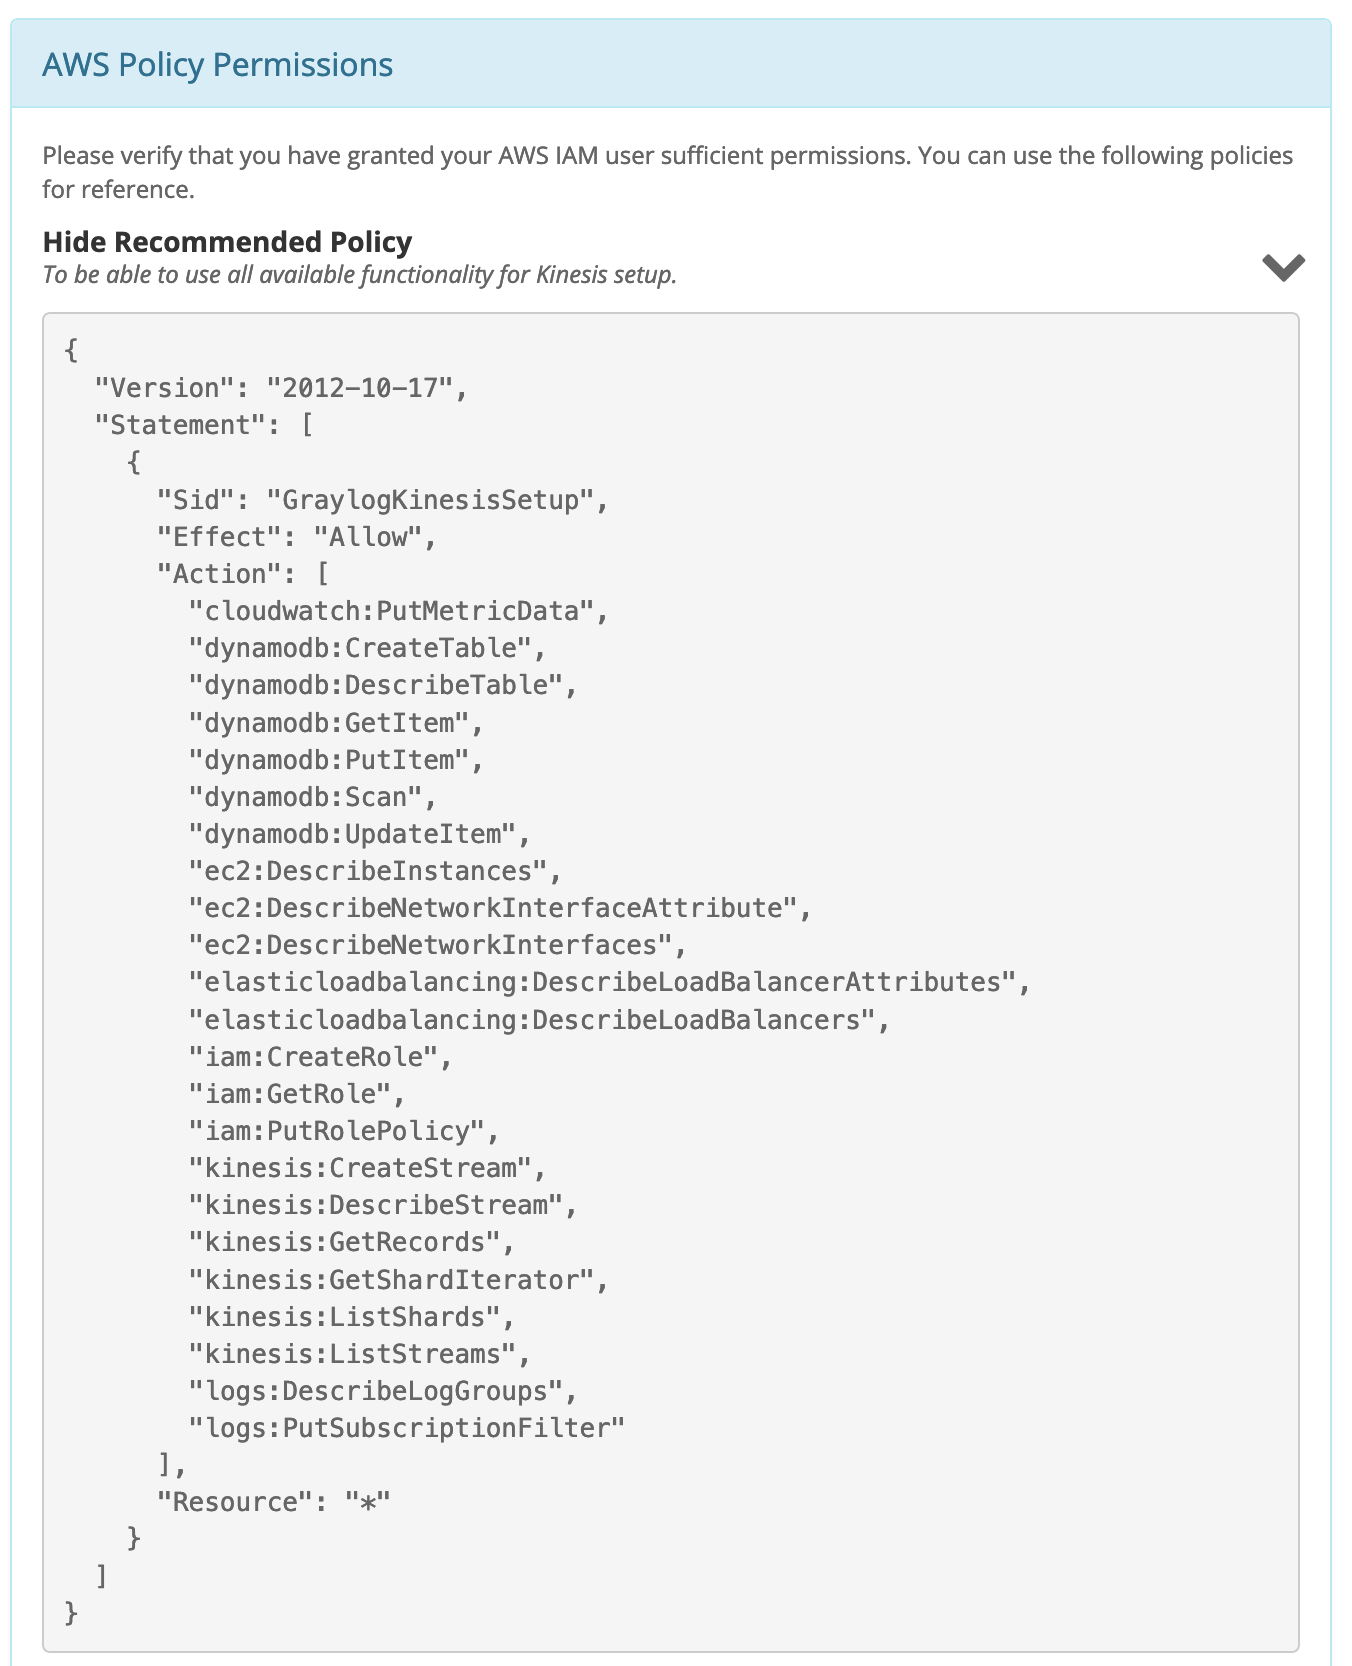 AWS Policy Permissions
Please verify that you have granted your AWS IAM user sufficient permissions. You can use the following policies
for reference.
Hide Recommended Policy
To be able to use all available functionality for Kinesis setup.
{
  "Version": "2012-10-17",
  "Statement": [
    {
      "Sid": "GraylogKinesisSetup",
      "Effect": "Allow",
      "Action": [
        "cloudwatch:PutMetricData",
        "dynamodb:CreateTable",
        "dynamodb:DescribeTable",
        "dynamodb:GetItem",
        "dynamodb:PutItem",
        "dynamodb:Scan",
        "dynamodb:UpdateItem",
        "ec2:DescribeInstances",
        "ec2:DescribeNetworkInterfaceAttribute",
        "ec2:DescribeNetworkInterfaces",
        "elasticloadbalancing:DescribeLoadBalancerAttributes",
        "elasticloadbalancing:DescribeLoadBalancers",
        "iam:CreateRole",
        "iam:GetRole",
        "iam:PutRolePolicy",
        "kinesis:CreateStream",
        "kinesis:DescribeStream",
        "kinesis:GetRecords",
        "kinesis:GetShardIterator",
        "kinesis:ListShards",
        "kinesis:ListStreams",
        "logs:DescribeLogGroups",
        "logs:PutSubscriptionFilter"
      ],
      "Resource": "*"
    }
  ]
}